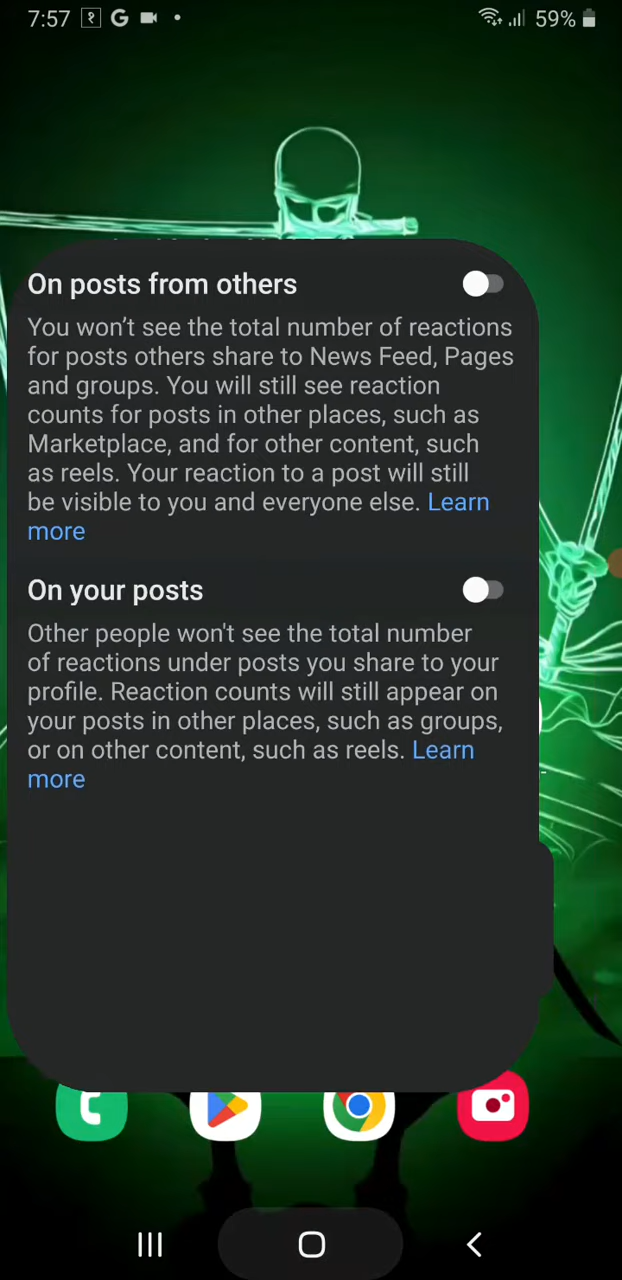 7:57 १ G 59%
On posts from others
You won’t see the total number of reactions
for posts others share to News Feed, Pages
and groups. You will still see reaction
counts for posts in other places, such as
Marketplace, and for other content, such
as reels. Your reaction to a post will still
be visible to you and everyone else. Learn
more
On your posts
Other people won't see the total number
of reactions under posts you share to your
profile. Reaction counts will still appear on
your posts in other places, such as groups,
or on other content, such as reels. Learn
more